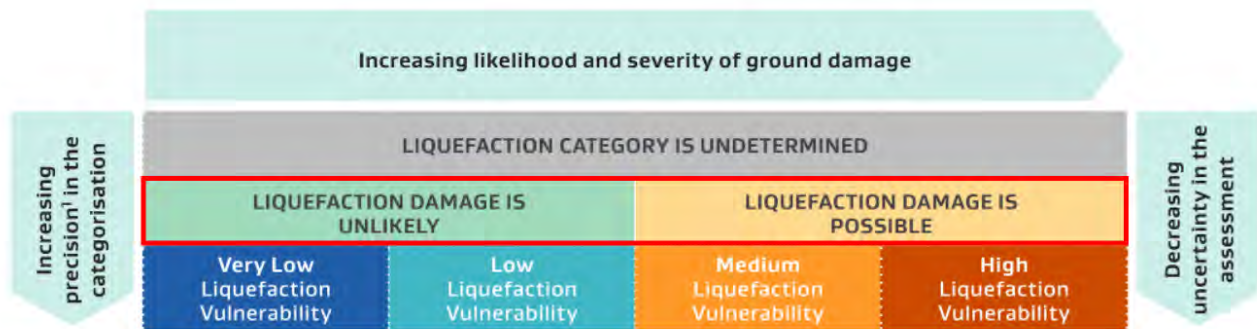 Increasing likelihood and severity of ground damage
Increasing
precision¹ in the
categorisation
LIQUEFACTION CATEGORY IS UNDETERMINED
LIQUEFACTION DAMAGE IS
UNLIKELY
LIQUEFACTION DAMAGE IS
POSSIBLE
Very Low
Liquefaction
Vulnerability
Low
Liquefaction
Vulnerability
Medium
Liquefaction
Vulnerability
High
Liquefaction
Vulnerability
Decreasing
uncertainty in the
assessment